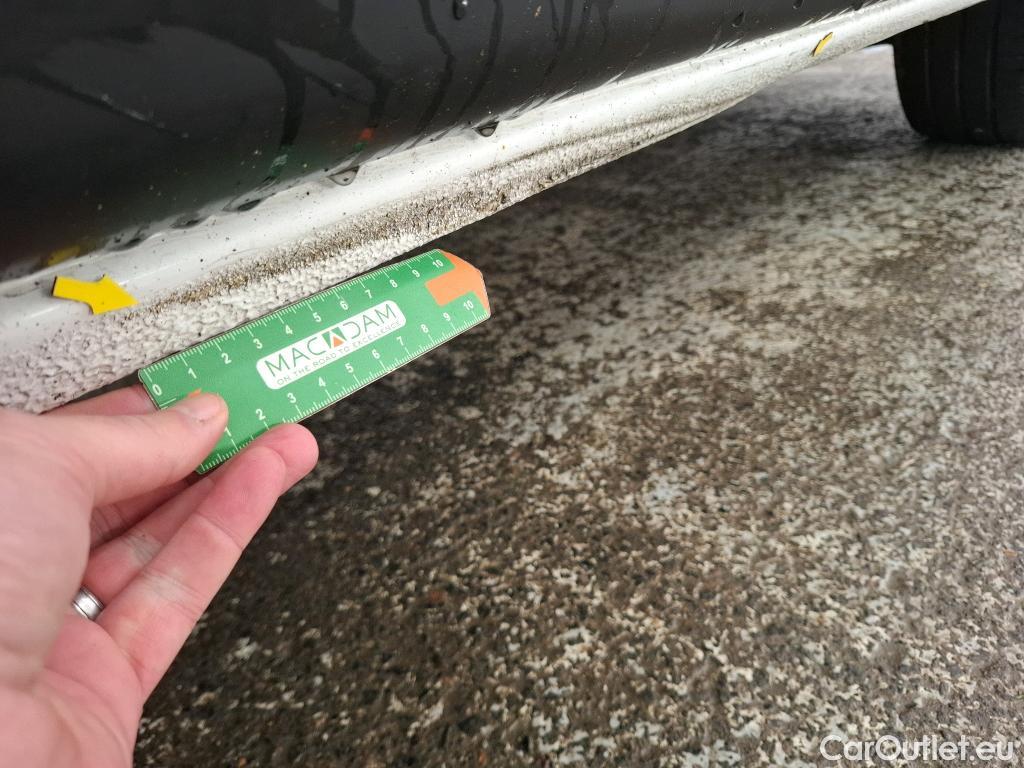 0 1 2 3 4 5 6 7 8 9 10
MACADAM
ON THE ROAD TO EXCELLENCE
1 2 3 4 5 6 7 8 9 10
CarOutlet.eu